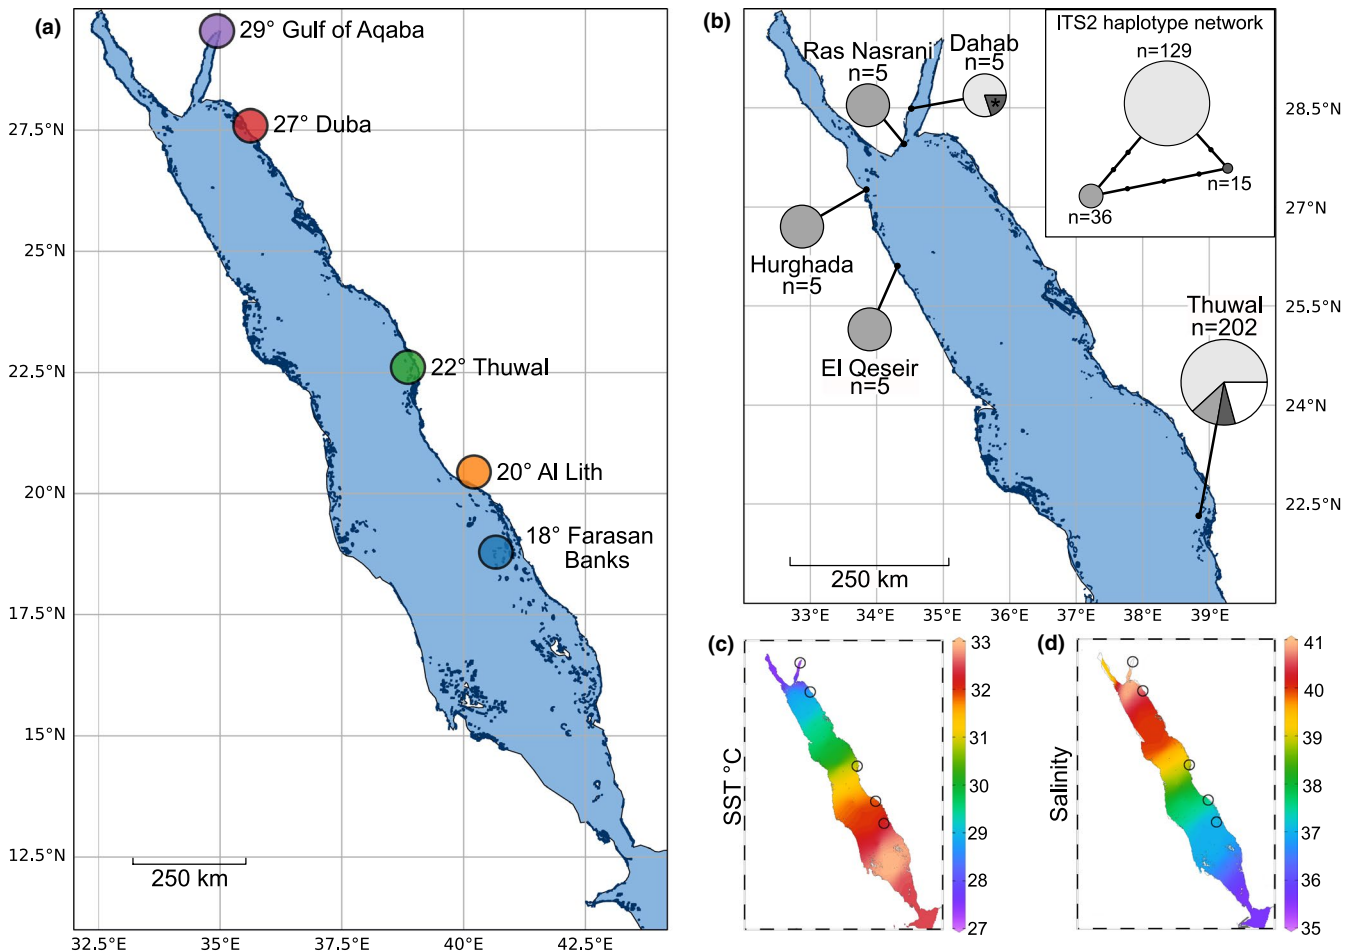 (a)
29° Gulf of Aqaba
27° Duba
22° Thuwal
20° Al Lith
18° Farasan
Banks
27.5°N
25°N
22.5°N
20°N
17.5°N
15°N
12.5°N
250 km
32.5°E
35°E
37.5°E
40°E
42.5°E
(b)
Ras Nasrani
n=5
Dahab
n=5
*
Hurghada
n=5
El Qeseir
n=5
Thuwal
n=202
ITS2 haplotype network
n=129
n=15
n=36
28.5°N
27°N
25.5°N
24°N
22.5°N
250 km
33°E
34°E
35°E
36°E
37°E
38°E
39°E
(c)
SST °C
33
32
31
30
29
28
27
(d)
Salinity
41
40
39
38
37
36
35